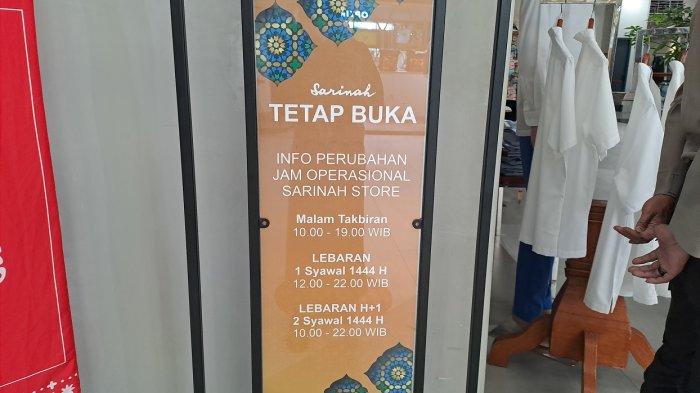 Sarinah
TETAP BUKA
INFO PERUBAHAN
JAM OPERASIONAL
SARINAH STORE
Malam Takbiran
10.00 - 19.00 WIB
LEBARAN
1 Syawal 1444 H
12.00 - 22.00 WIB
LEBARAN H+1
2 Syawal 1444 H
10.00 - 22.00 WIB